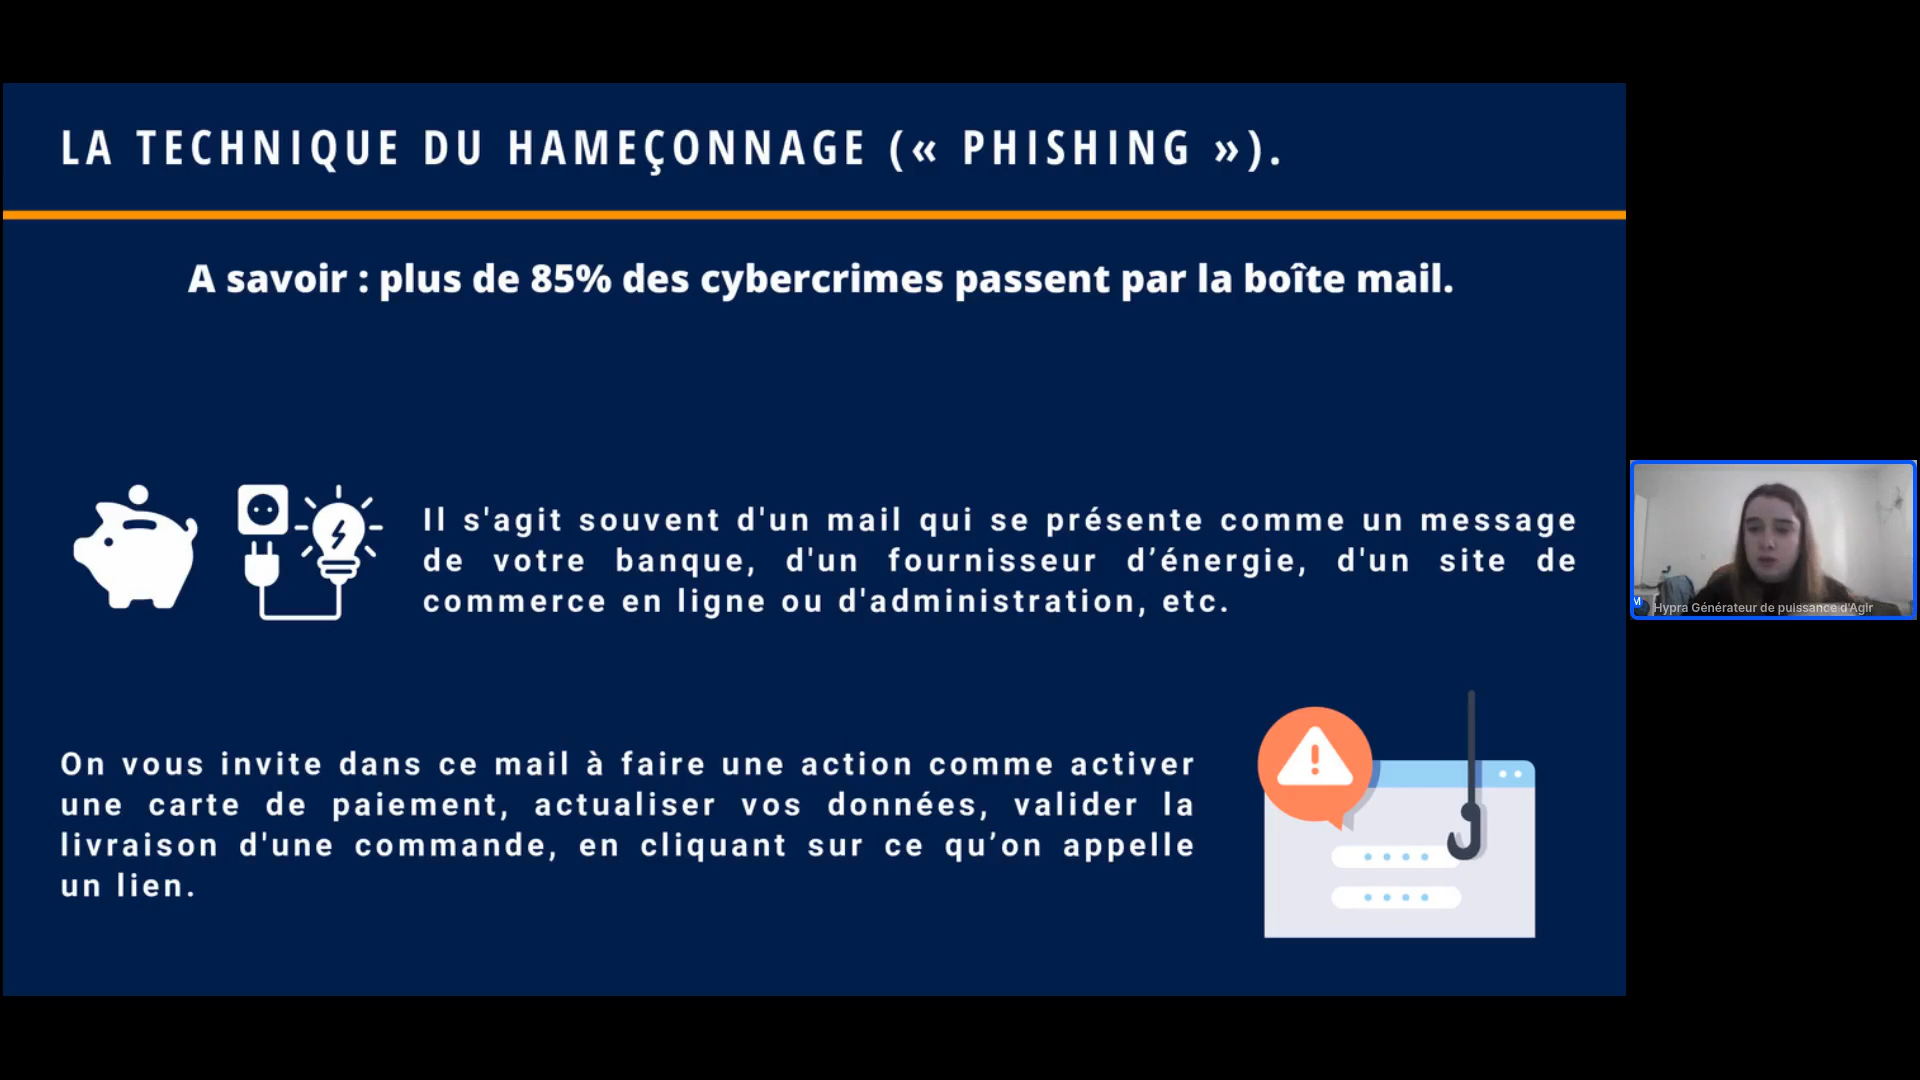 LA TECHNIQUE DU HAMEÇONNAGE (« PHISHING »).
A savoir : plus de 85% des cybercrimes passent par la boîte mail.
Il s'agit souvent d'un mail qui se présente comme un message
de votre banque, d'un fournisseur d’énergie, d'un site de
commerce en ligne ou d'administration, etc.
On vous invite dans ce mail à faire une action comme activer
une carte de paiement, actualiser vos données, valider la
livraison d'une commande, en cliquant sur ce qu’on appelle
un lien.
M
Hypra Générateur de puissance d'AgIr